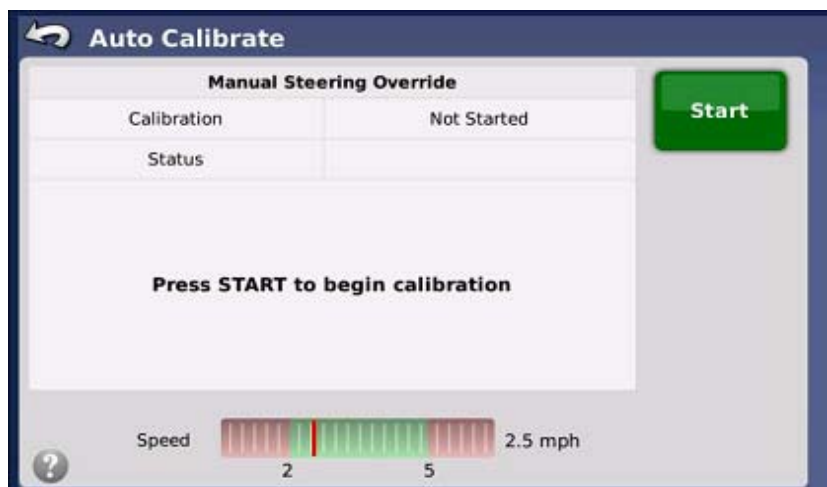 Auto Calibrate
Manual Steering Override
Calibration Not Started
Start
Status
Press START to begin calibration
Speed 2.5 mph
2 5
?